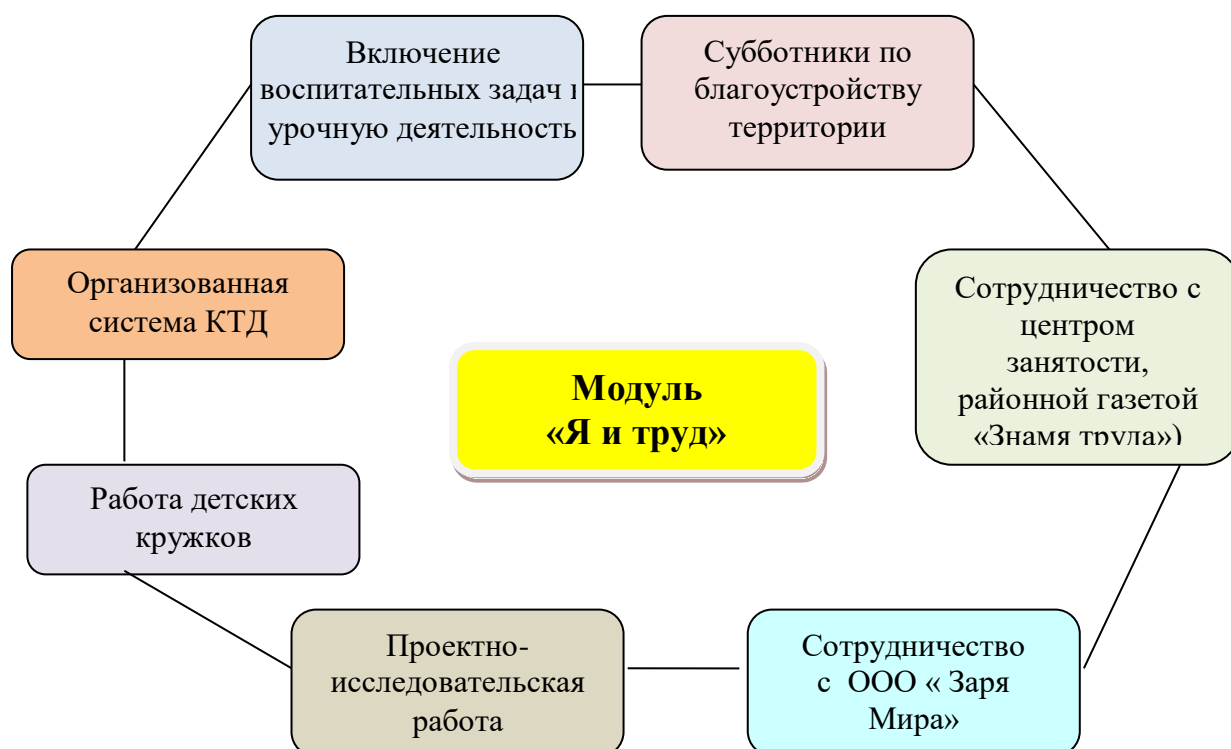 Включение
воспитательных задач в
урочную деятельность
Субботники по
благоустройству
территории
Организованная
система КТД
Сотрудничество с
центром
занятости,
районной газетой
«Знамя труда»)
Модуль
«Я и труд»
Работа детских
кружков
Проектно-
исследовательская
работа
Сотрудничество
с ООО « Заря
Мира»